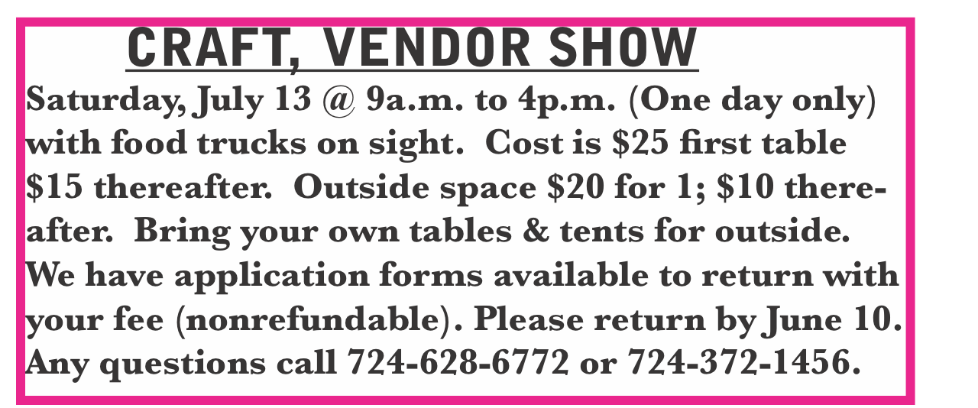 CRAFT, VENDOR SHOW
Saturday, July 13 @ 9a.m. to 4p.m. (One day only)
with food trucks on sight. Cost is $25 first table
$15 thereafter. Outside space $20 for 1; $10 there-
after. Bring your own tables & tents for outside.
We have application forms available to return with
your fee (nonrefundable). Please return by June 10.
Any questions call 724-628-6772 or 724-372-1456.